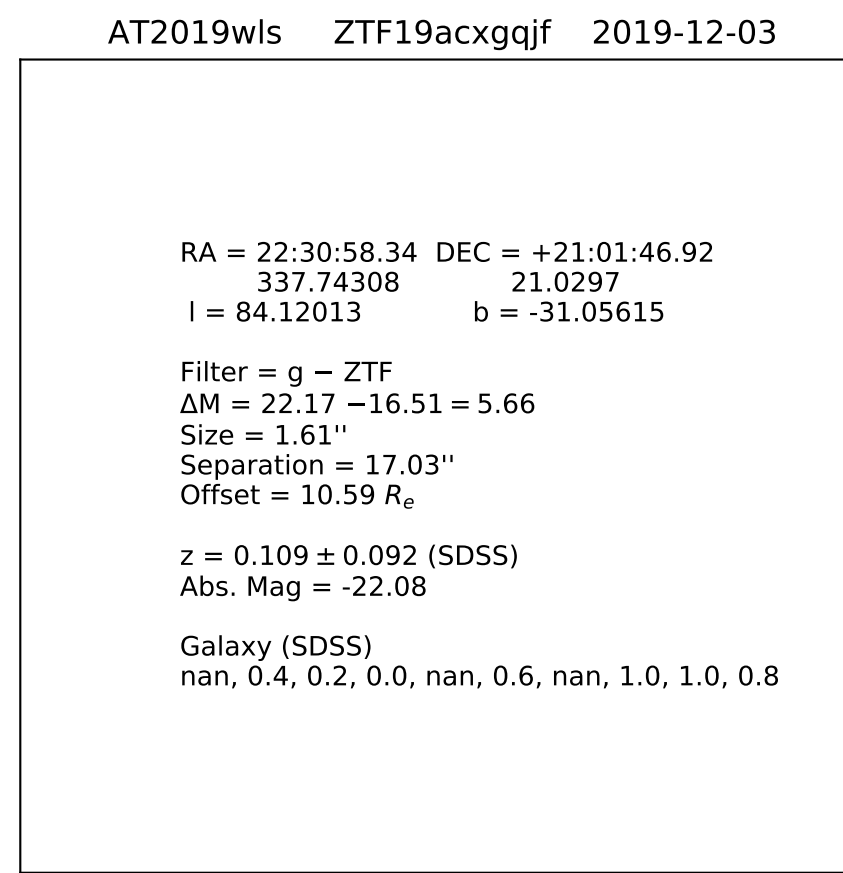 AT2019wls ZTF19acxgqjf 2019-12-03
RA = 22:30:58.34 DEC = +21:01:46.92
337.74308 21.0297
l = 84.12013 b = -31.05615
Filter = g − ZTF
ΔM = 22.17 −16.51 = 5.66
Size = 1.61''
Separation = 17.03''
Offset = 10.59 Re
z = 0.109 ± 0.092 (SDSS)
Abs. Mag = -22.08
Galaxy (SDSS)
nan, 0.4, 0.2, 0.0, nan, 0.6, nan, 1.0, 1.0, 0.8